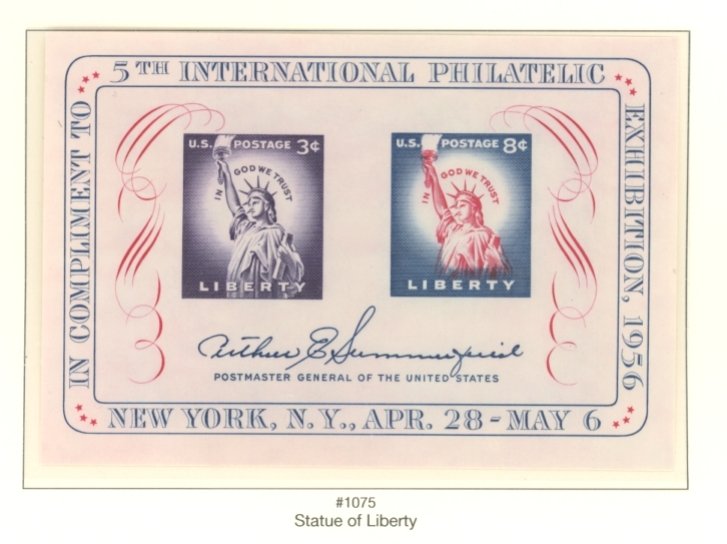 IN COMPLIMENT TO
5TH INTERNATIONAL PHILATELIC
EXHIBITION, 1956
U.S. POSTAGE 3¢
IN GOD WE TRUST
LIBERTY
U.S. POSTAGE 8¢
IN GOD WE TRUST
LIBERTY
Arthur E Summerfield
POSTMASTER GENERAL OF THE UNITED STATES
NEW YORK, N.Y., APR. 28-MAY 6
#1075
Statue of Liberty